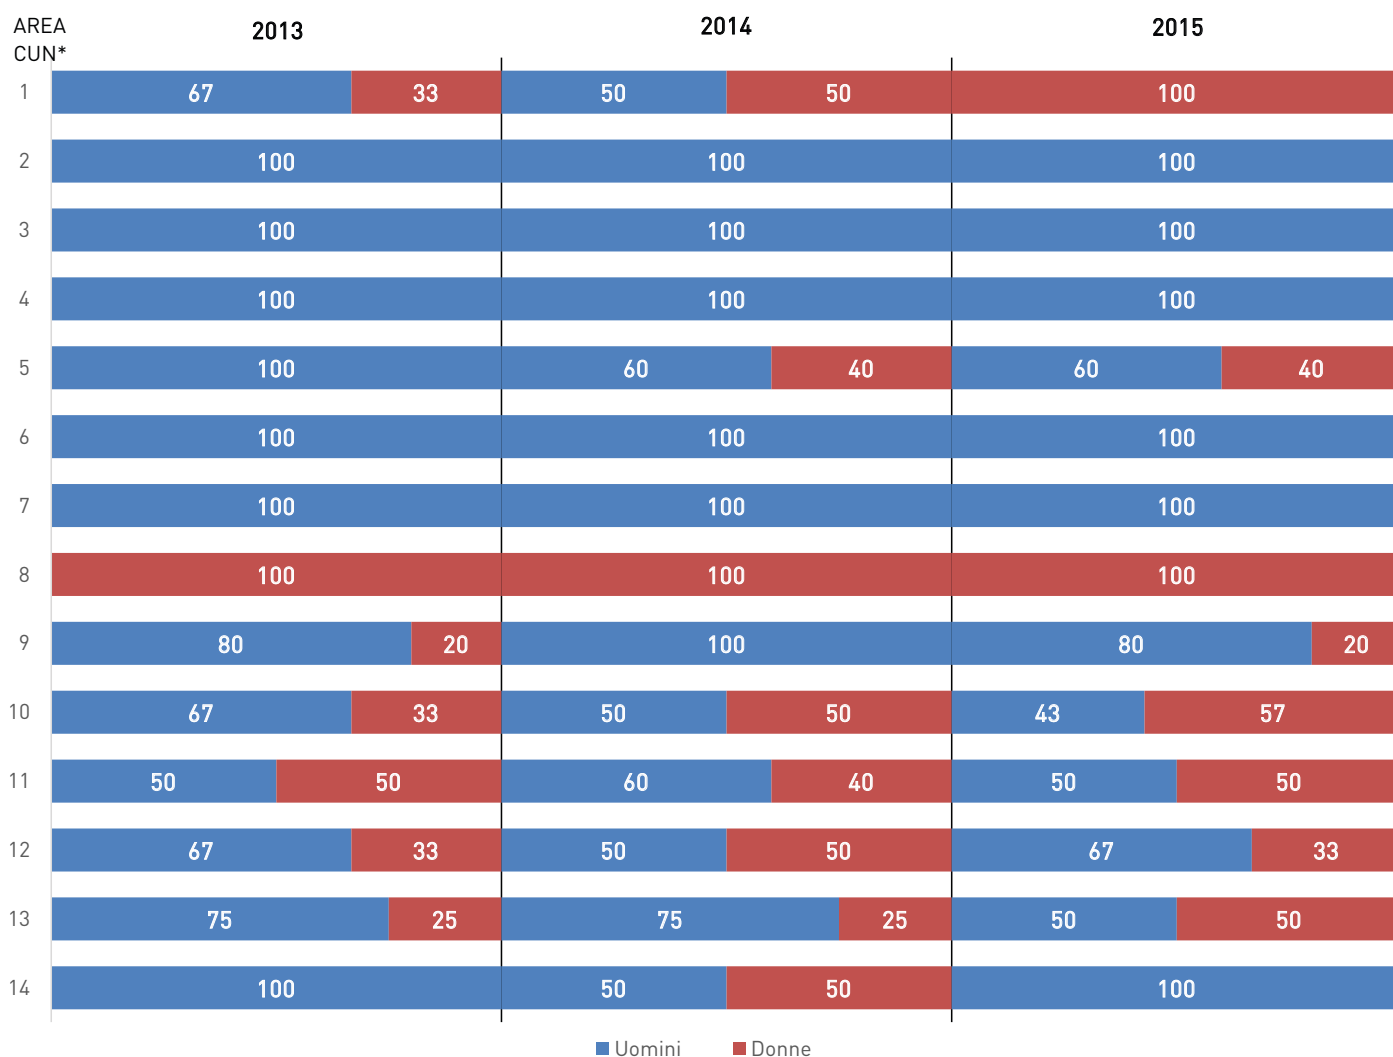 AREA
CUN*
2013 2014 2015
1 67 33 50 50 100
2 100 100 100
3 100 100 100
4 100 100 100
5 100 60 40 60 40
6 100 100 100
7 100 100 100
8 100 100 100
9 80 20 100 80 20
10 67 33 50 50 43 57
11 50 50 60 40 50 50
12 67 33 50 50 67 33
13 75 25 75 25 50 50
14 100 50 50 100
Uomini Donne